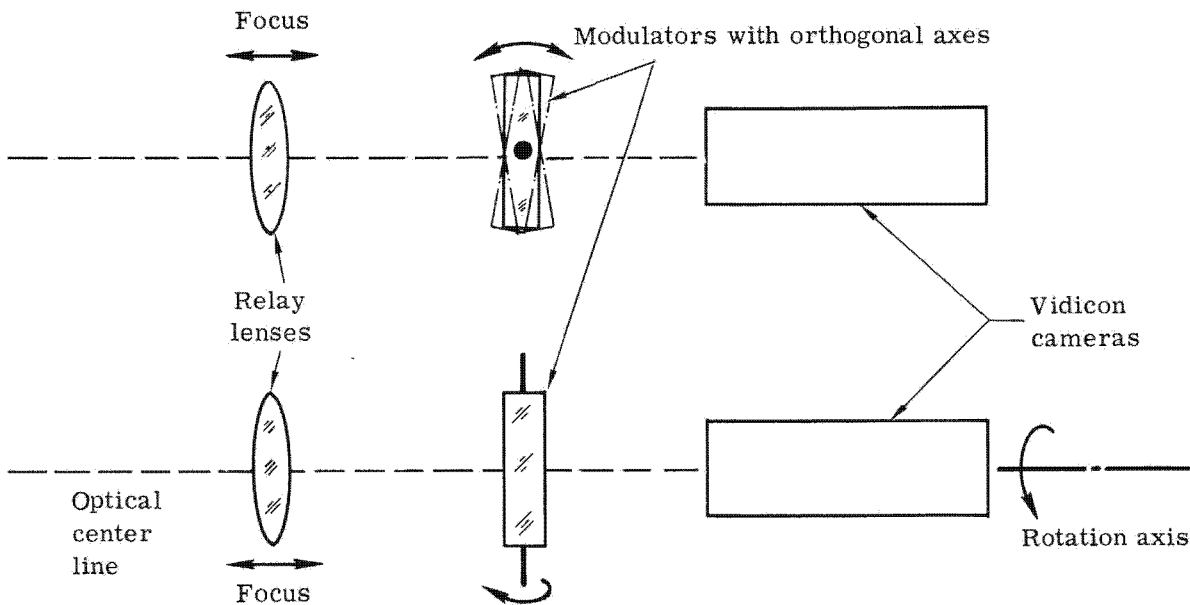 Focus
Modulators with orthogonal axes
Relay
lenses
Vidicon
cameras
Optical
center
line
Rotation axis
Focus